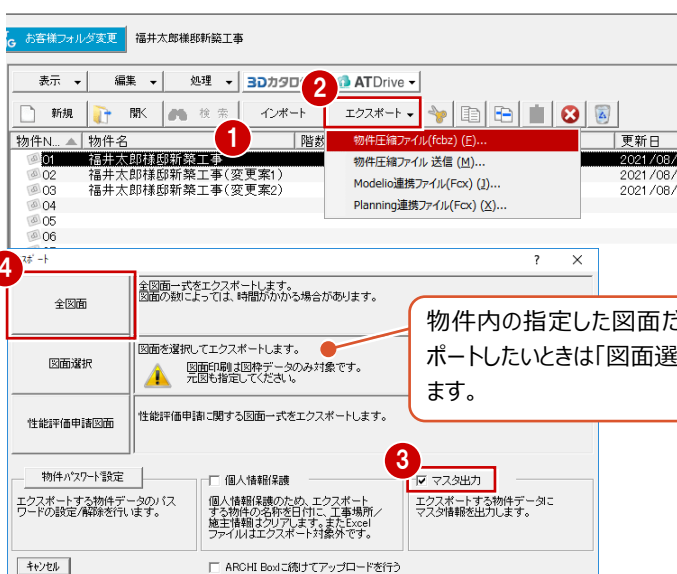 お客様フォルダ変更 福井太郎様邸新築工事
表示 編集 処理 3Dカタログ ATDrive
2
新規 開く 検索 インポート エクスポート
1
物件N... 物件名 階数 更新日
物件圧縮ファイル(fcbz) (E)...
物件圧縮ファイル 送信 (M)...
Modelio連携ファイル(Fcx) (J)...
Planning連携ファイル(Fcx) (X)...
01 福井太郎様邸新築工事 2021/08/
02 福井太郎様邸新築工事(変更案1) 2021/08/
03 福井太郎様邸新築工事(変更案2) 2021/08/
04
05
06
ポート ? ×
4
全図面
全図面一式をエクスポートします。
図面の数によっては、時間がかかる場合があります。
図面選択
図面を選択してエクスポートします。
図面印刷は図枠データのみ対象です。
元図も指定してください。
物件内の指定した図面だ
ポートしたいときは「図面選
ます。
性能評価申請図面
性能評価申請に関する図面一式をエクスポートします。
3
物件パスワード設定
エクスポートする物件データのパス
ワードの設定/解除を行います。
個人情報保護
個人情報保護のため、エクスポート
する物件の名称を日付に、工事場所/
施主情報はクリアします。またExcel
ファイルはエクスポート対象外です。
マスタ出力
エクスポートする物件データに
マスタ情報を出力します。
キャンセル
ARCHI Boxに続けてアップロードを行う